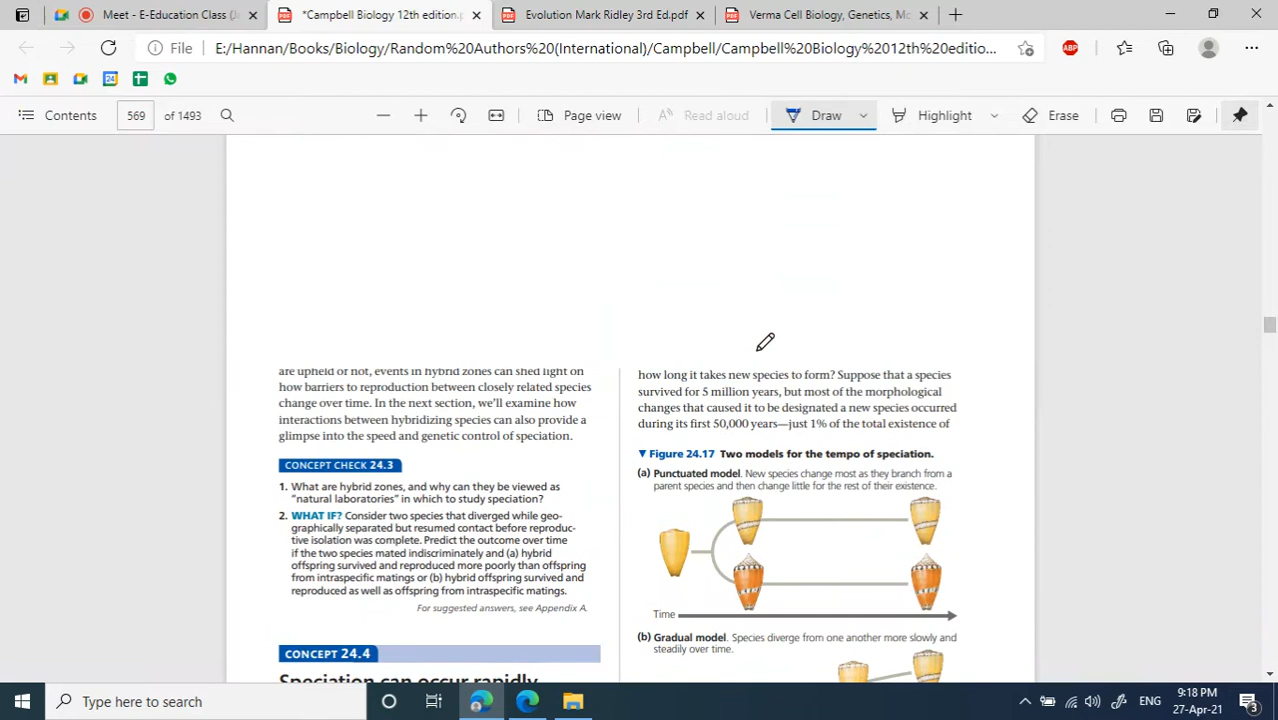 Meet - E-Education Class (J
*Campbell Biology 12th edition.p
Evolution Mark Ridley 3rd Ed.pdf
Verma Cell Biology, Genetics, Mo
File
E:/Hannan/Books/Biology/Random%20Authors%20(International)/Campbell/Campbell%20Biology%2012th%20editio...
ABP
24
Contents
569
of 1493
Page view
Read aloud
Draw
Highlight
Erase
are upheld or not, events in hybrid zones can shed light on
how barriers to reproduction between closely related species
change over time. In the next section, we'll examine how
interactions between hybridizing species can also provide a
glimpse into the speed and genetic control of speciation.
CONCEPT CHECK 24.3
1. What are hybrid zones, and why can they be viewed as
"natural laboratories" in which to study speciation?
2. WHAT IF? Consider two species that diverged while geo-
graphically separated but resumed contact before reproduc-
tive isolation was complete. Predict the outcome over time
if the two species mated indiscriminately and (a) hybrid
offspring survived and reproduced more poorly than offspring
from intraspecific matings or (b) hybrid offspring survived and
reproduced as well as offspring from intraspecific matings.
For suggested answers, see Appendix A.
CONCEPT 24.4
Speciation can occur rapidly
how long it takes new species to form? Suppose that a species
survived for 5 million years, but most of the morphological
changes that caused it to be designated a new species occurred
during its first 50,000 years—just 1% of the total existence of
▼ Figure 24.17 Two models for the tempo of speciation.
(a) Punctuated model. New species change most as they branch from a
parent species and then change little for the rest of their existence.
Time
(b) Gradual model. Species diverge from one another more slowly and
steadily over time.
Type here to search
ENG
9:18 PM
27-Apr-21
3